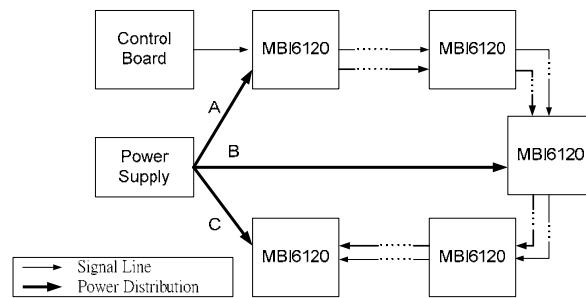 Control
Board
MBI6120
MBI6120
A
B
MBI6120
Power
Supply
C
MBI6120
MBI6120
Signal Line
Power Distribution